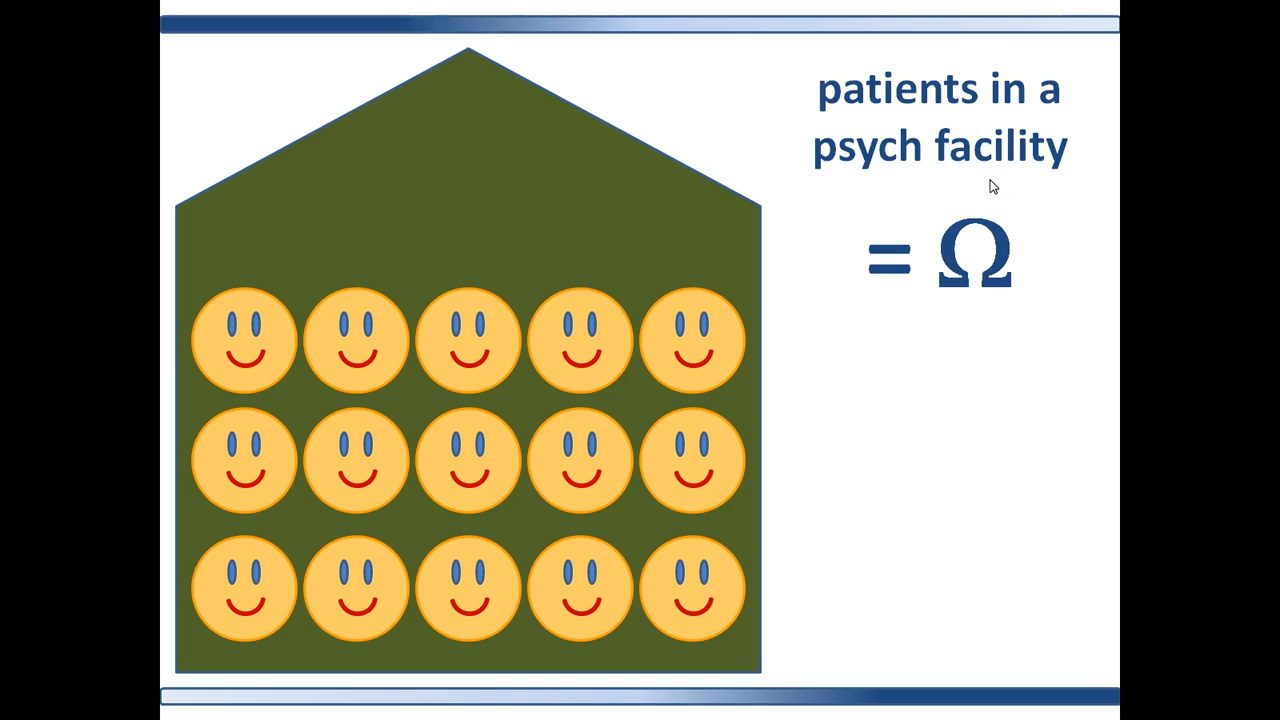 patients in a
psych facility
= Ω